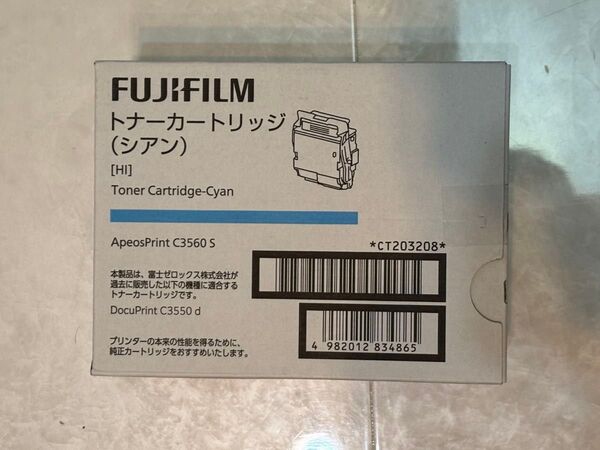 FUJIFILM
トナーカートリッジ
(シアン)
[HI]
Toner Cartridge-Cyan
ApeosPrint C3560 S
*CT203208*
本製品は、富士ゼロックス株式会社が
過去に販売した以下の機種に適合する
トナーカートリッジです。
DocuPrint C3550 d
プリンターの本来の性能を得るために、
純正カートリッジをおすすめいたします。
4 982012 834865